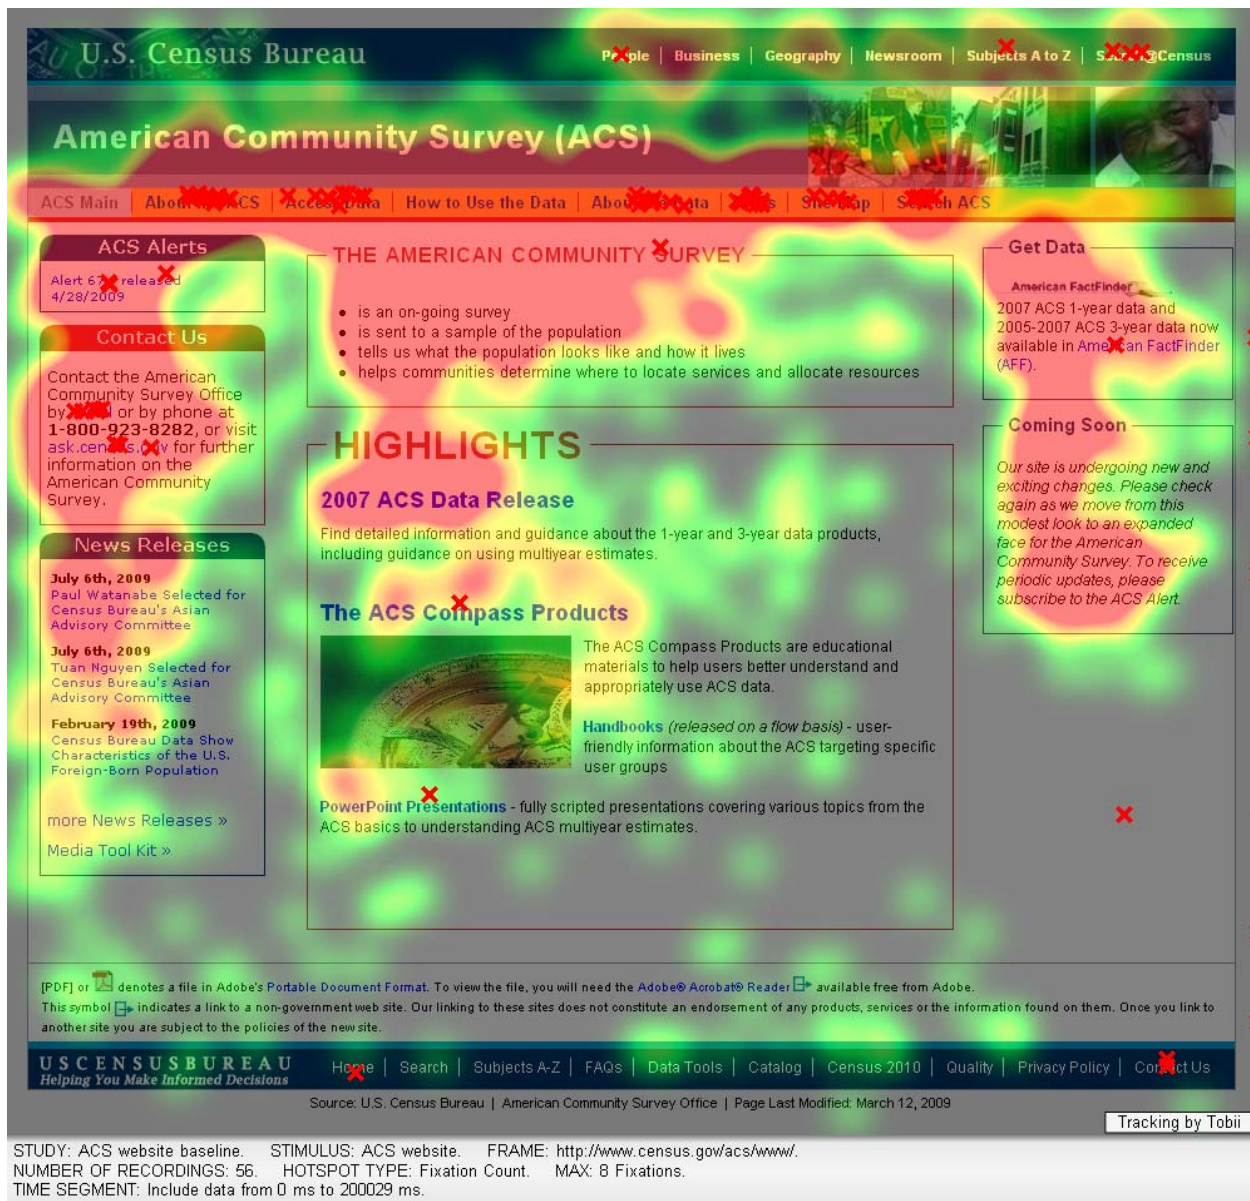 U.S. Census Bureau
People | Business | Geography | Newsroom | Subjects A to Z | Search@Census
American Community Survey (ACS)
ACS Main | About the ACS | Access Data | How to Use the Data | About the Data | | Site Map | Search ACS
ACS Alerts
Alert 67 released
4/28/2009
Contact Us
Contact the American
Community Survey Office
by or by phone at
1-800-923-8282, or visit
ask.census.gov for further
information on the
American Community
Survey.
News Releases
July 6th, 2009
Paul Watanabe Selected for
Census Bureau's Asian
Advisory Committee
July 6th, 2009
Tuan Nguyen Selected for
Census Bureau's Asian
Advisory Committee
February 19th, 2009
Census Bureau Data Show
Characteristics of the U.S.
Foreign-Born Population
more News Releases »
Media Tool Kit »
THE AMERICAN COMMUNITY SURVEY
• is an on-going survey
• is sent to a sample of the population
• tells us what the population looks like and how it lives
• helps communities determine where to locate services and allocate resources
HIGHLIGHTS
2007 ACS Data Release
Find detailed information and guidance about the 1-year and 3-year data products,
including guidance on using multiyear estimates.
The ACS Compass Products
The ACS Compass Products are educational
materials to help users better understand and
appropriately use ACS data.
Handbooks (released on a flow basis) - user-
friendly information about the ACS targeting specific
user groups
PowerPoint Presentations - fully scripted presentations covering various topics from the
ACS basics to understanding ACS multiyear estimates.
Get Data
American FactFinder
2007 ACS 1-year data and
2005-2007 ACS 3-year data now
available in American FactFinder
(AFF).
Coming Soon
Our site is undergoing new and
exciting changes. Please check
again as we move from this
modest look to an expanded
face for the American
Community Survey. To receive
periodic updates, please
subscribe to the ACS Alert.
[PDF] or denotes a file in Adobe's Portable Document Format. To view the file, you will need the Adobe® Acrobat® Reader available free from Adobe.
This symbol indicates a link to a non-government web site. Our linking to these sites does not constitute an endorsement of any products, services or the information found on them. Once you link to
another site you are subject to the policies of the new site.
USCENSUSBUREAU
Helping You Make Informed Decisions
Home | Search | Subjects A-Z | FAQs | Data Tools | Catalog | Census 2010 | Quality | Privacy Policy | Contact Us
Source: U.S. Census Bureau | American Community Survey Office | Page Last Modified: March 12, 2009
Tracking by Tobii
STUDY: ACS website baseline. STIMULUS: ACS website. FRAME: http://www.census.gov/acs/www/.
NUMBER OF RECORDINGS: 56. HOTSPOT TYPE: Fixation Count. MAX: 8 Fixations.
TIME SEGMENT: Include data from 0 ms to 200029 ms.